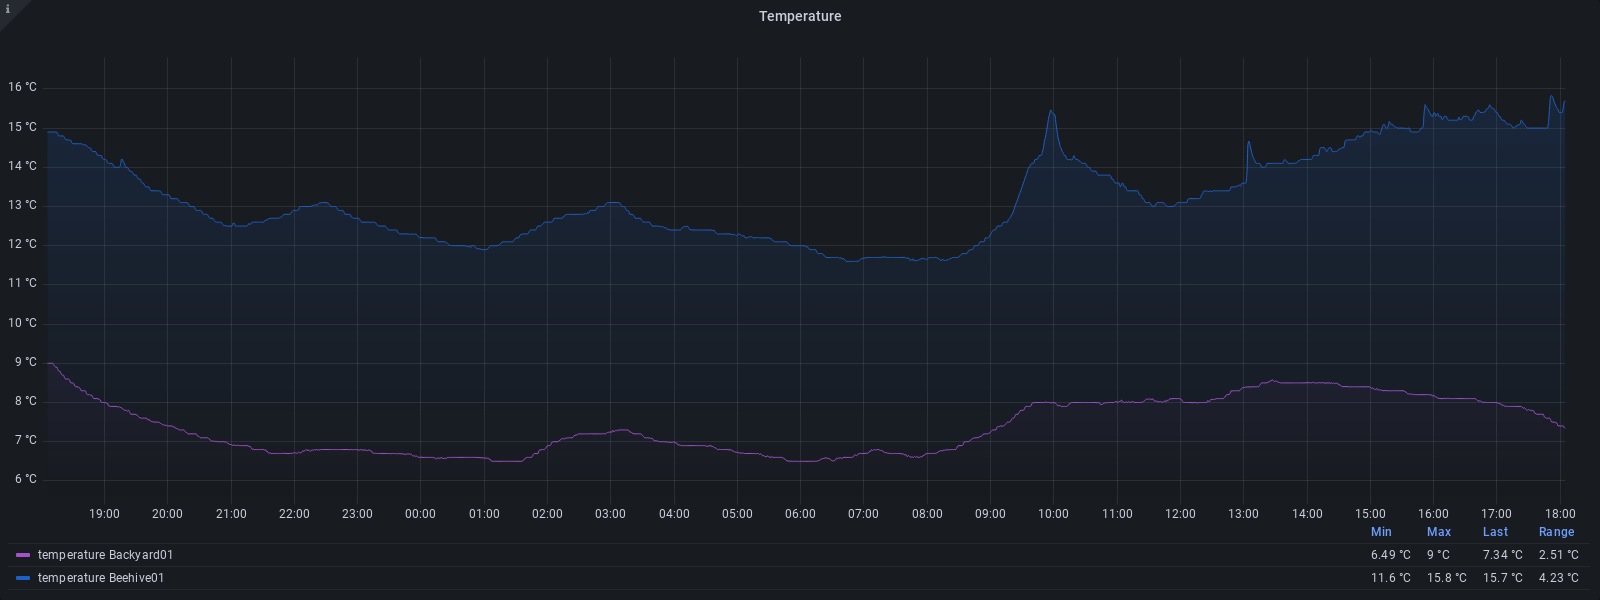 i
Temperature
16 °C
15 °C
14 °C
13 °C
12 °C
11 °C
10 °C
9 °C
8 °C
7 °C
6 °C
19:00 20:00 21:00 22:00 23:00 00:00 01:00 02:00 03:00 04:00 05:00 06:00 07:00 08:00 09:00 10:00 11:00 12:00 13:00 14:00 15:00 16:00 17:00 18:00
Min Max Last Range
temperature Backyard01 6.49 °C 9 °C 7.34 °C 2.51 °C
temperature Beehive01 11.6 °C 15.8 °C 15.7 °C 4.23 °C